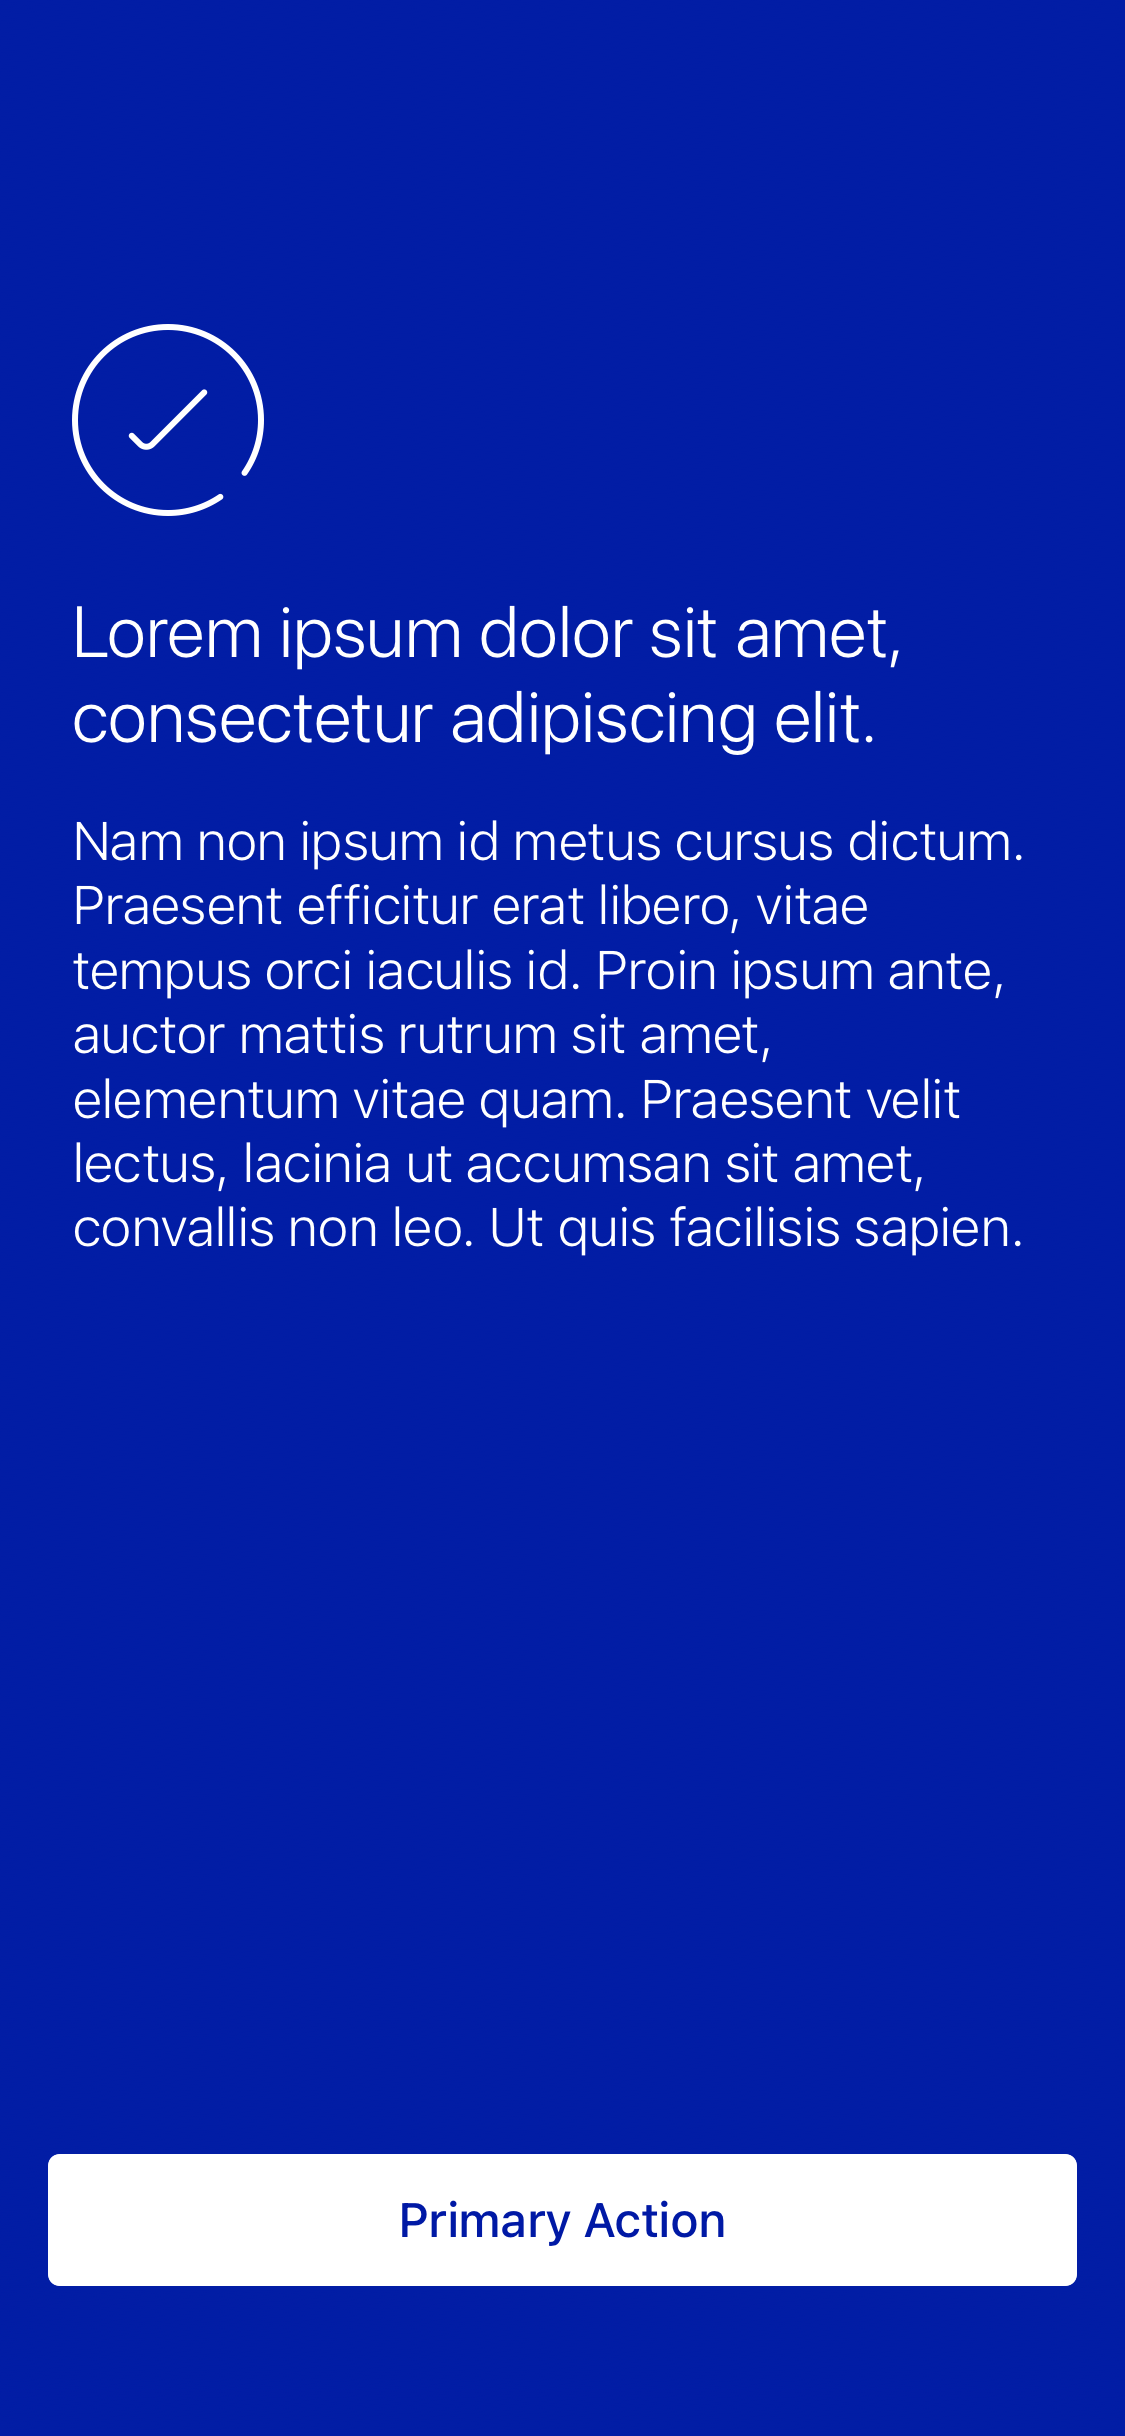 Lorem ipsum dolor sit amet,
consectetur adipiscing elit.
Nam non ipsum id metus cursus dictum.
Praesent efficitur erat libero, vitae
tempus orci iaculis id. Proin ipsum ante,
auctor mattis rutrum sit amet,
elementum vitae quam. Praesent velit
lectus, lacinia ut accumsan sit amet,
convallis non leo. Ut quis facilisis sapien.
Primary Action